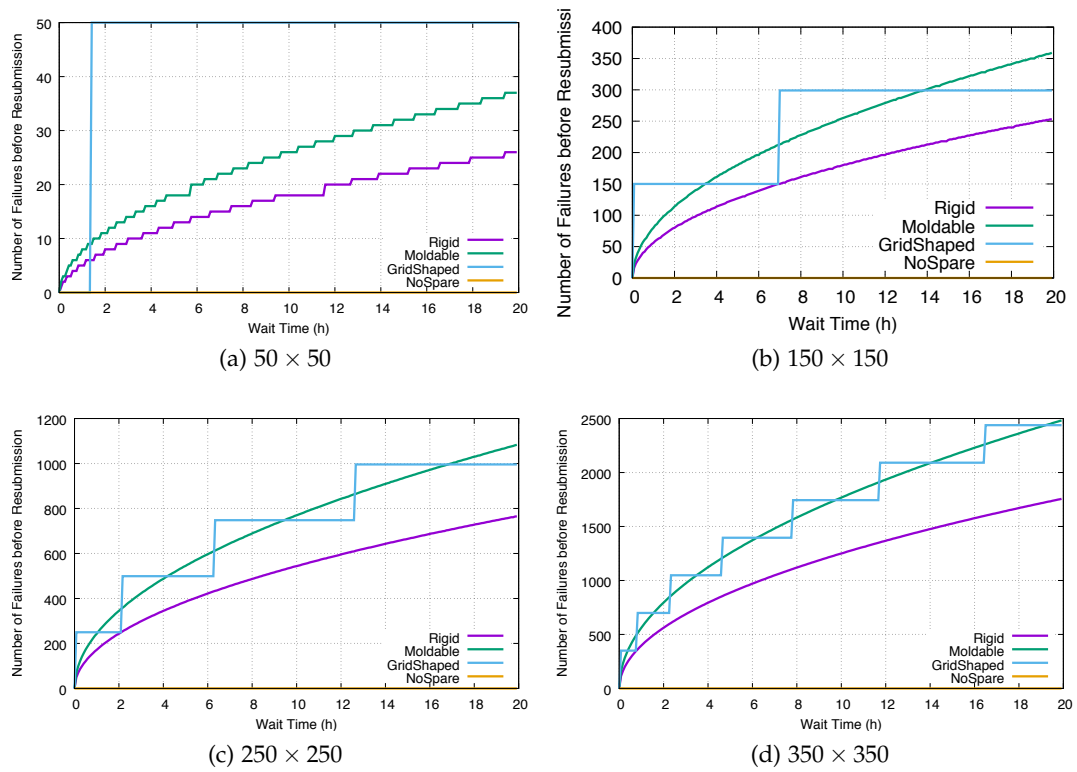 Number of Failures before Resubmission
50
40
30
20
10
0
0 2 4 6 8 10 12 14 16 18 20
Wait Time (h)
Rigid
Moldable
GridShaped
NoSpare
(a) 50 × 50
Number of Failures before Resubmissi
400
350
300
250
200
150
100
50
0
0 2 4 6 8 10 12 14 16 18 20
Wait Time (h)
Rigid
Moldable
GridShaped
NoSpare
(b) 150 × 150
Number of Failures before Resubmission
1200
1000
800
600
400
200
0
0 2 4 6 8 10 12 14 16 18 20
Wait Time (h)
Rigid
Moldable
GridShaped
NoSpare
(c) 250 × 250
Number of Failures before Resubmission
2500
2000
1500
1000
500
0
0 2 4 6 8 10 12 14 16 18 20
Wait Time (h)
Rigid
Moldable
GridShaped
NoSpare
(d) 350 × 350